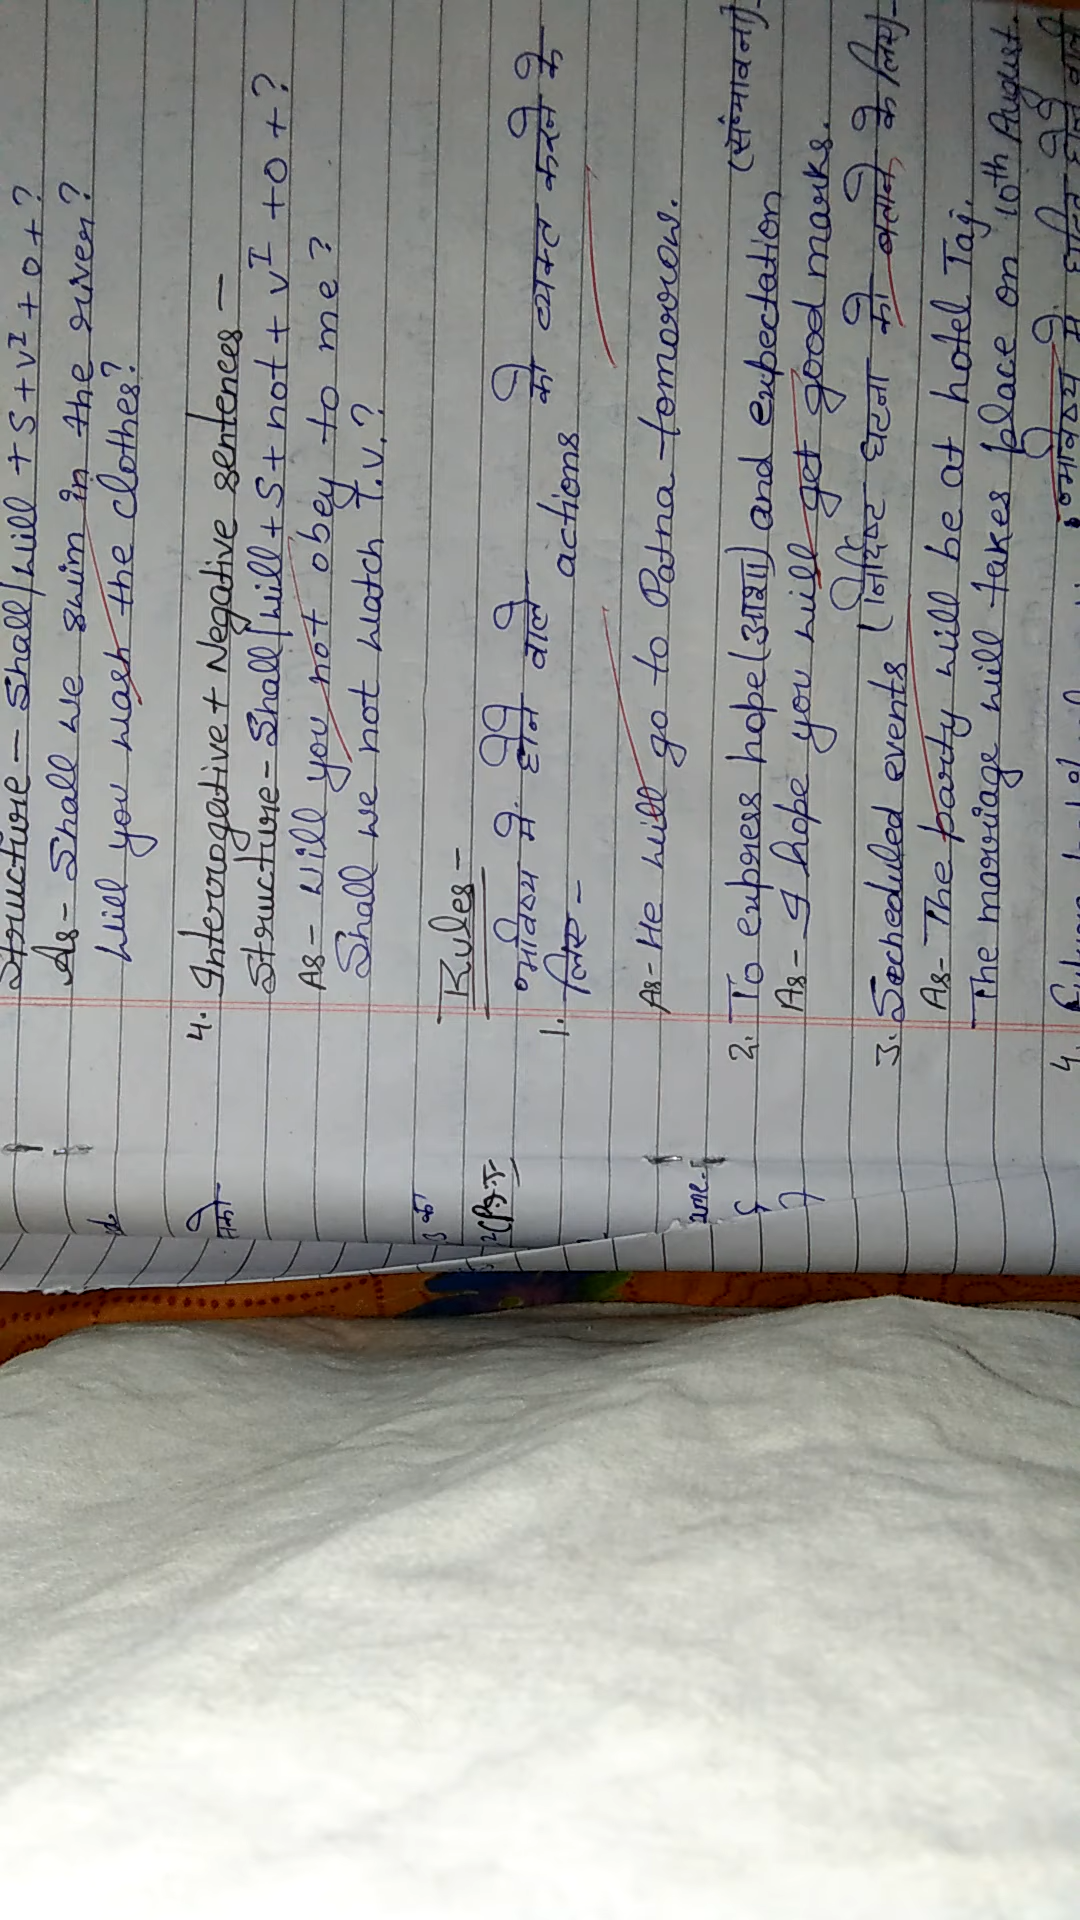 Structure - Shall/will + S + V¹ + O + ?
As - Shall we swim in the river?
Will you wash the clothes?
4. Interrogative + Negative sentences -
Structure - Shall/will + S + not + V¹ + O + ?
As - Will you not obey to me?
Shall we not watch T.V.?
Rules -
1. भविष्य में होने वाले actions को व्यक्त करने के
लिए -
As - He will go to Patna tomorrow.
2. To express hope (आशा) and expectation (संभावना) -
As - I hope you will get good marks.
3. Secheduled events (निर्दिष्ट घटना को बताने के लिए) -
As - The party will be at hotel Taj.
The marriage will takes place on 10th August.
4. भविष्य में घटित होने वाले